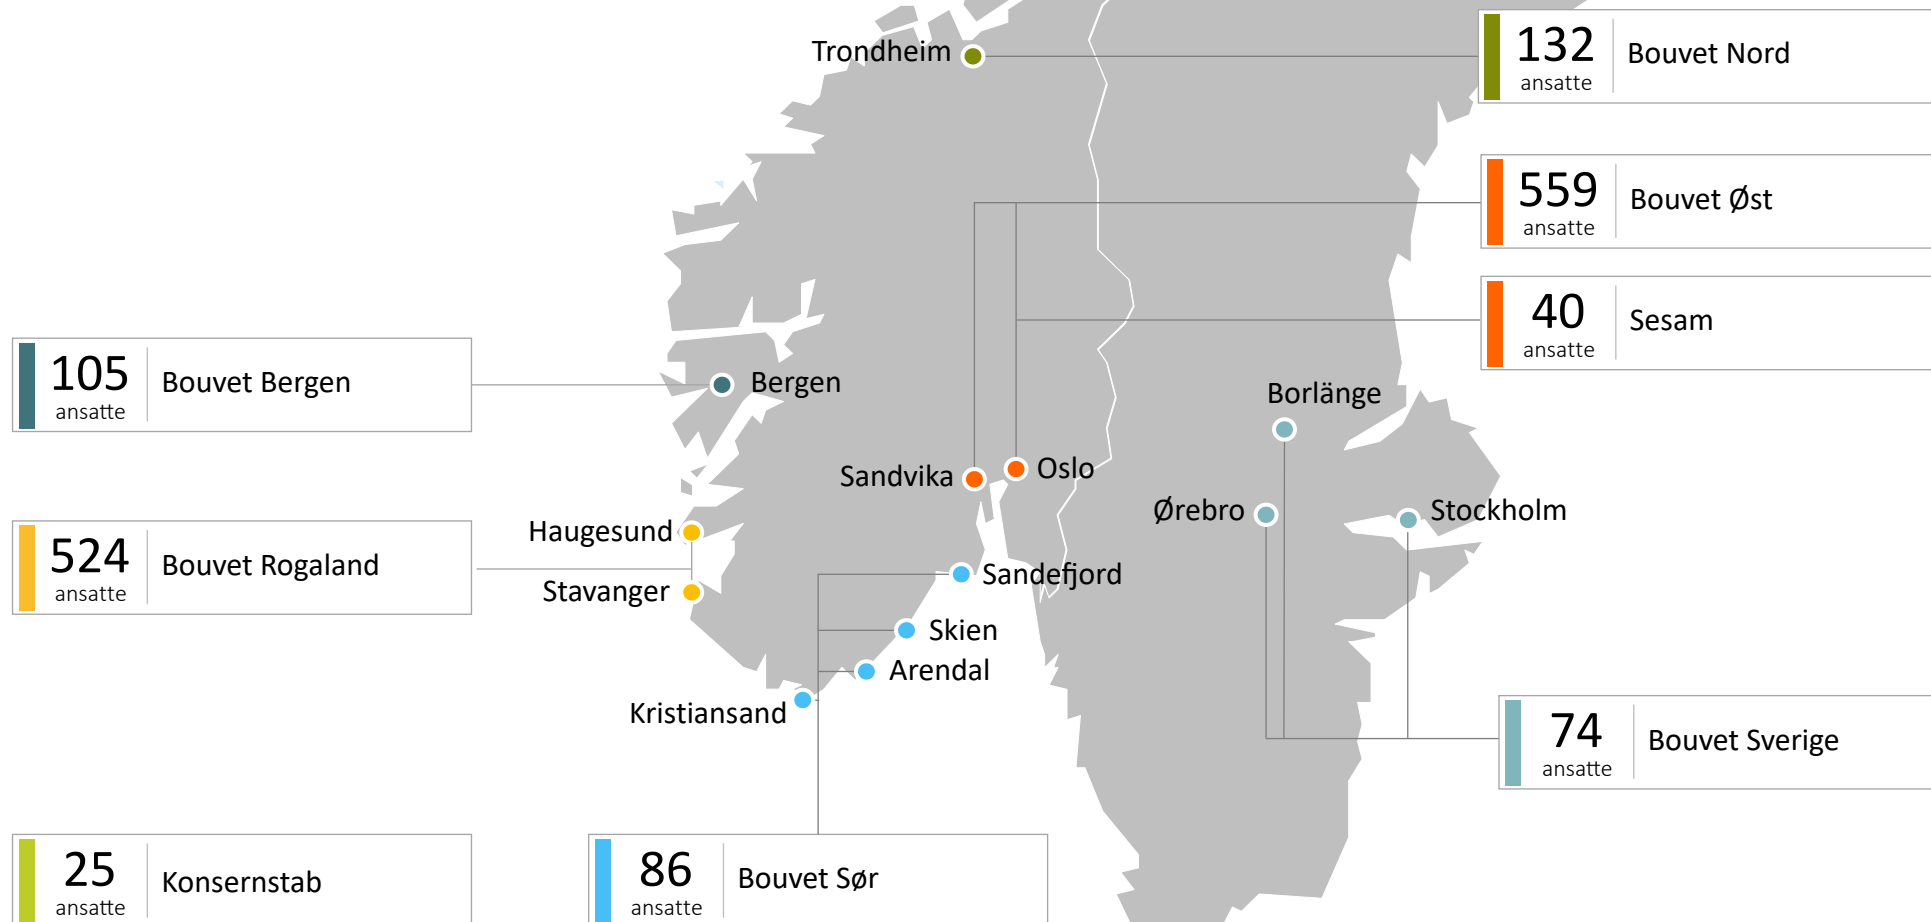 Trondheim
132
ansatte
Bouvet Nord
559
ansatte
Bouvet Øst
40
ansatte
Sesam
105
ansatte
Bouvet Bergen
Bergen
Borlänge
Sandvika
Oslo
Ørebro
Stockholm
524
ansatte
Bouvet Rogaland
Haugesund
Stavanger
Sandefjord
Skien
Arendal
Kristiansand
74
ansatte
Bouvet Sverige
25
ansatte
Konsernstab
86
ansatte
Bouvet Sør